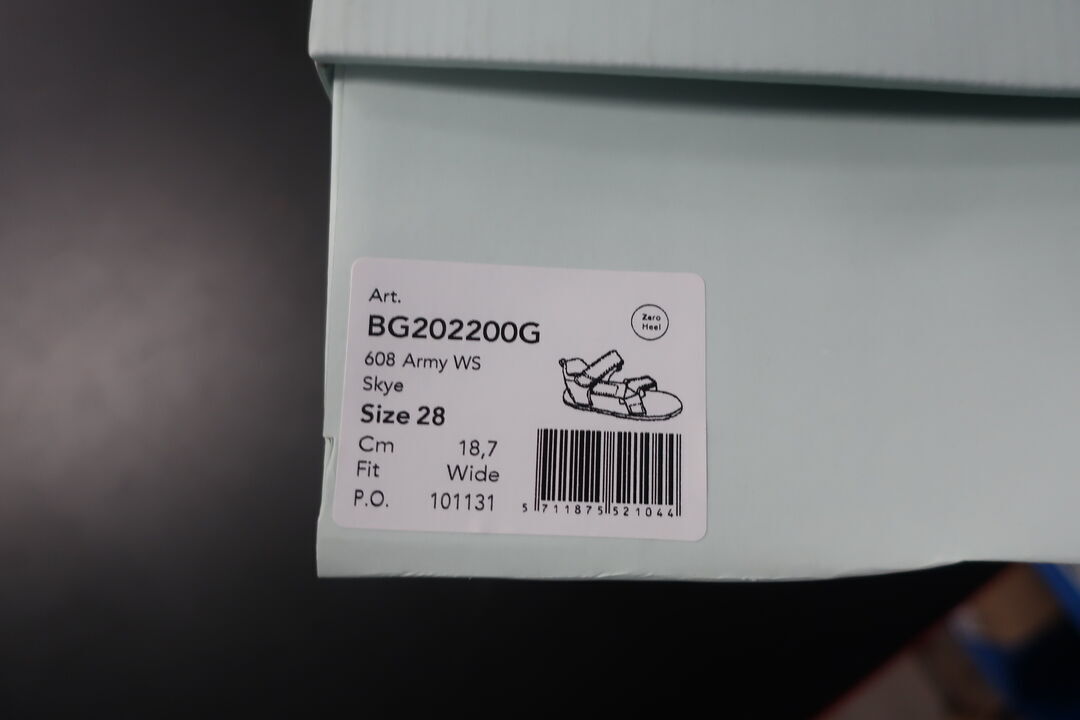 Art.
BG202200G
Zero
Heel
608 Army WS
Skye
Size 28
Cm 18,7
Fit Wide
P.O. 101131
5 711875 521044